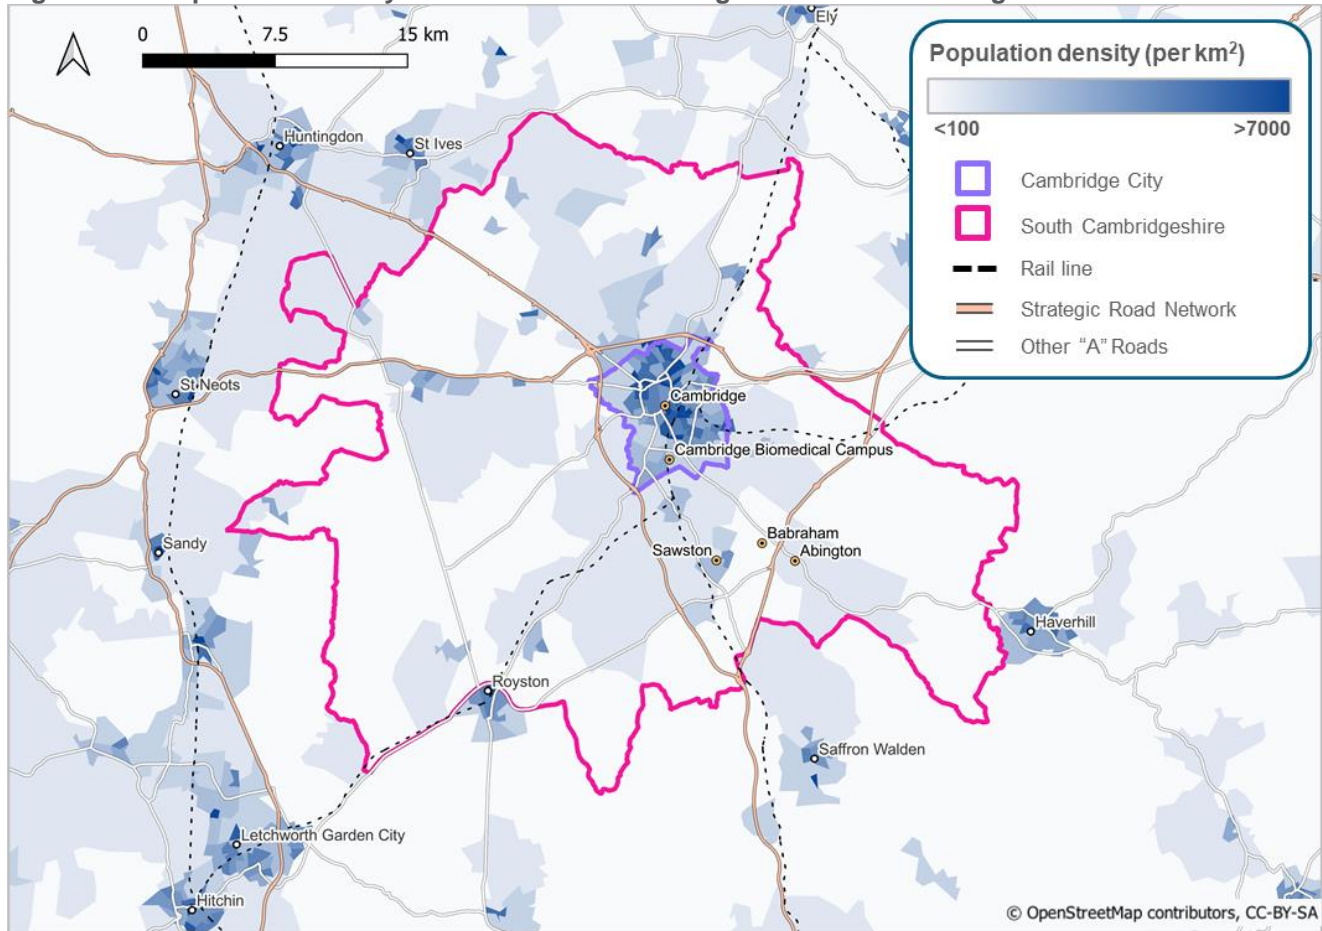 Ely
0 7.5 15 km
Population density (per km²)
<100 >7000
Cambridge City
South Cambridgeshire
Rail line
Strategic Road Network
Other “A” Roads
Huntingdon
St Ives
St Neots
Cambridge
Cambridge Biomedical Campus
Sandy
Sawston
Babraham
Abington
Haverhill
Royston
Saffron Walden
Letchworth Garden City
Hitchin
© OpenStreetMap contributors, CC-BY-SA